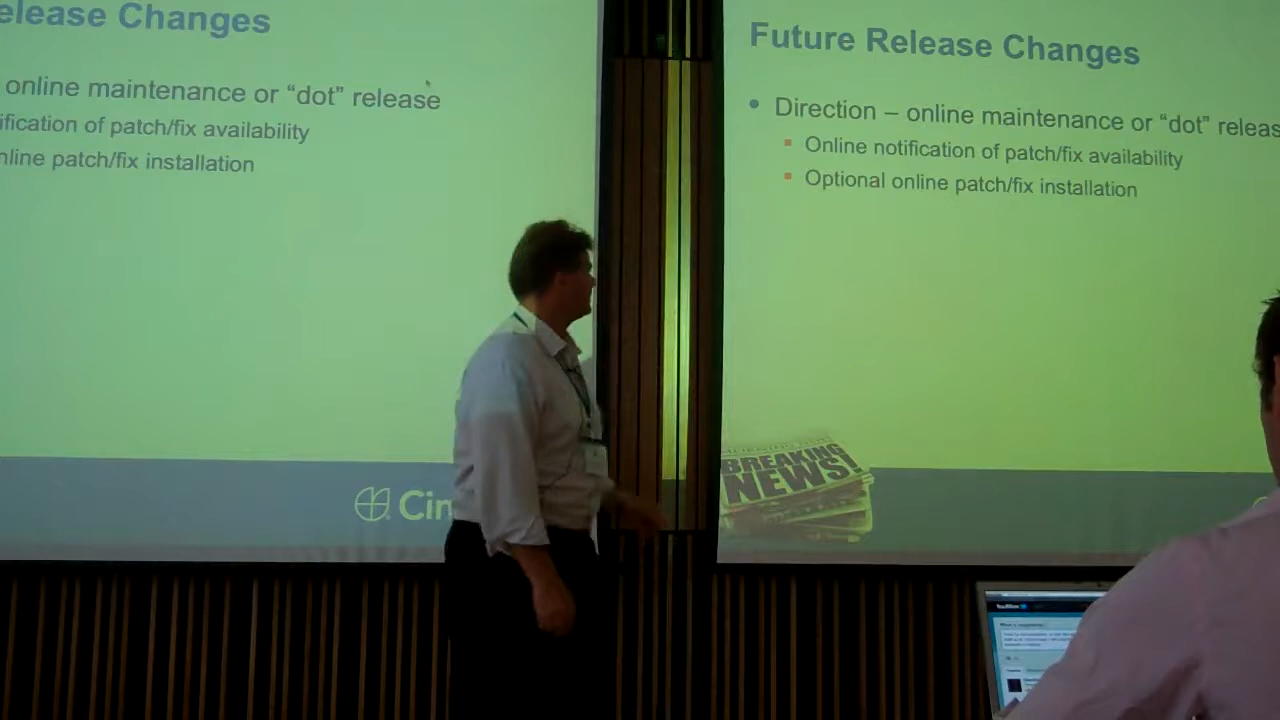 elease Changes
online maintenance or “dot” release
ification of patch/fix availability
nline patch/fix installation
Cim
Future Release Changes
• Direction – online maintenance or “dot” releas
Online notification of patch/fix availability
Optional online patch/fix installation
BREAKING
NEWS!
twitter